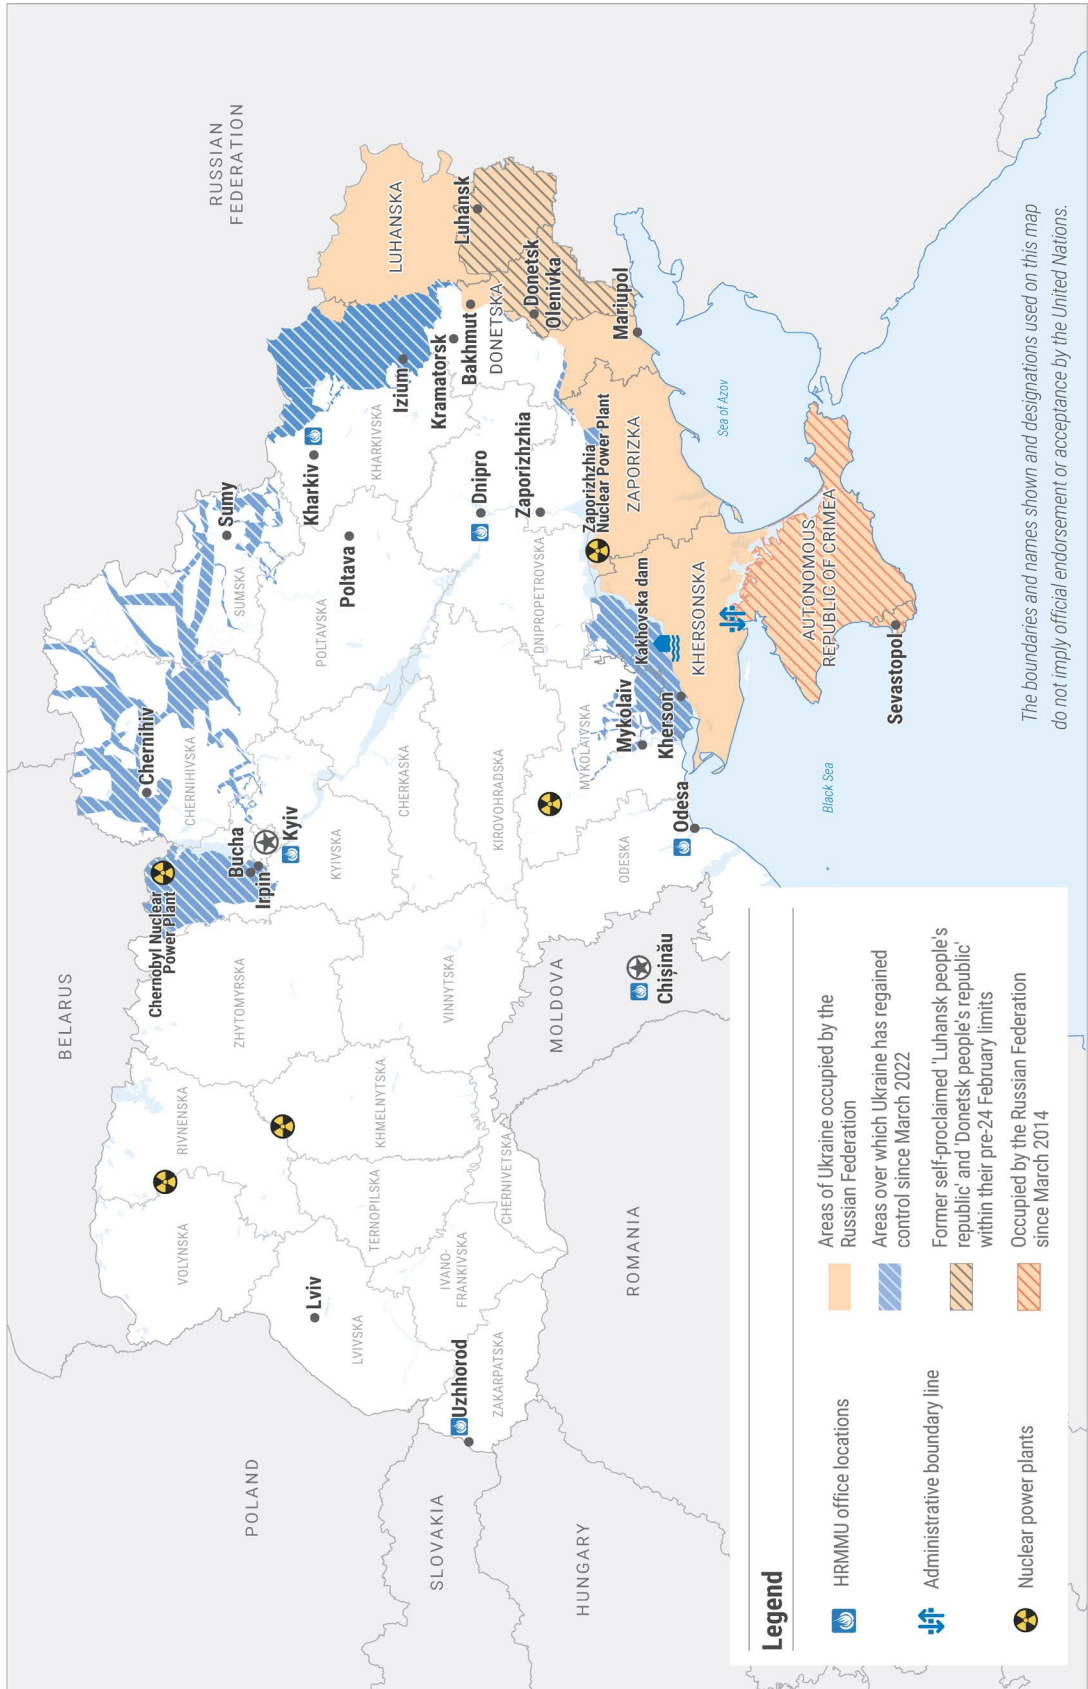 POLAND
BELARUS
RUSSIAN
FEDERATION
SLOVAKIA
HUNGARY
ROMANIA
MOLDOVA
VOLYNSKA
RIVNENSKA
ZHYTOMYRSKA
Chernobyl Nuclear
Power Plant
Chernihiv
CHERNIHIVSKA
Bucha
Irpin
Kyiv
KYIVSKA
SUMSKA
Sumy
Lviv
LVIVSKA
TERNOPILSKA
KHMELNYTSKA
VINNYTSKA
CHERKASKA
POLTAVSKA
Poltava
Kharkiv
KHARKIVSKA
Izium
LUHANSKA
Luhansk
Kramatorsk
Bakhmut
DONETSKA
Donetsk
Olenivka
Mariupol
Uzhhorod
ZAKARPATSKA
IVANO-
FRANKIVSKA
CHERNIVETSKA
KIROVOHRADSKA
DNIPROPETROVSKA
Dnipro
Zaporizhzhia
Zaporizhzhia
Nuclear Power Plant
ZAPORIZKA
MYKOLAIVSKA
Mykolaiv
Kakhovska dam
Kherson
KHERSONSKA
ODESKA
Odesa
Chișinău
AUTONOMOUS
REPUBLIC OF CRIMEA
Sevastopol
Sea of Azov
Black Sea
Legend
HRMMU office locations
Administrative boundary line
Nuclear power plants
Areas of Ukraine occupied by the
Russian Federation
Areas over which Ukraine has regained
control since March 2022
Former self-proclaimed 'Luhansk people's
republic' and 'Donetsk people's republic'
within their pre-24 February limits
Occupied by the Russian Federation
since March 2014
The boundaries and names shown and designations used on this map
do not imply official endorsement or acceptance by the United Nations.